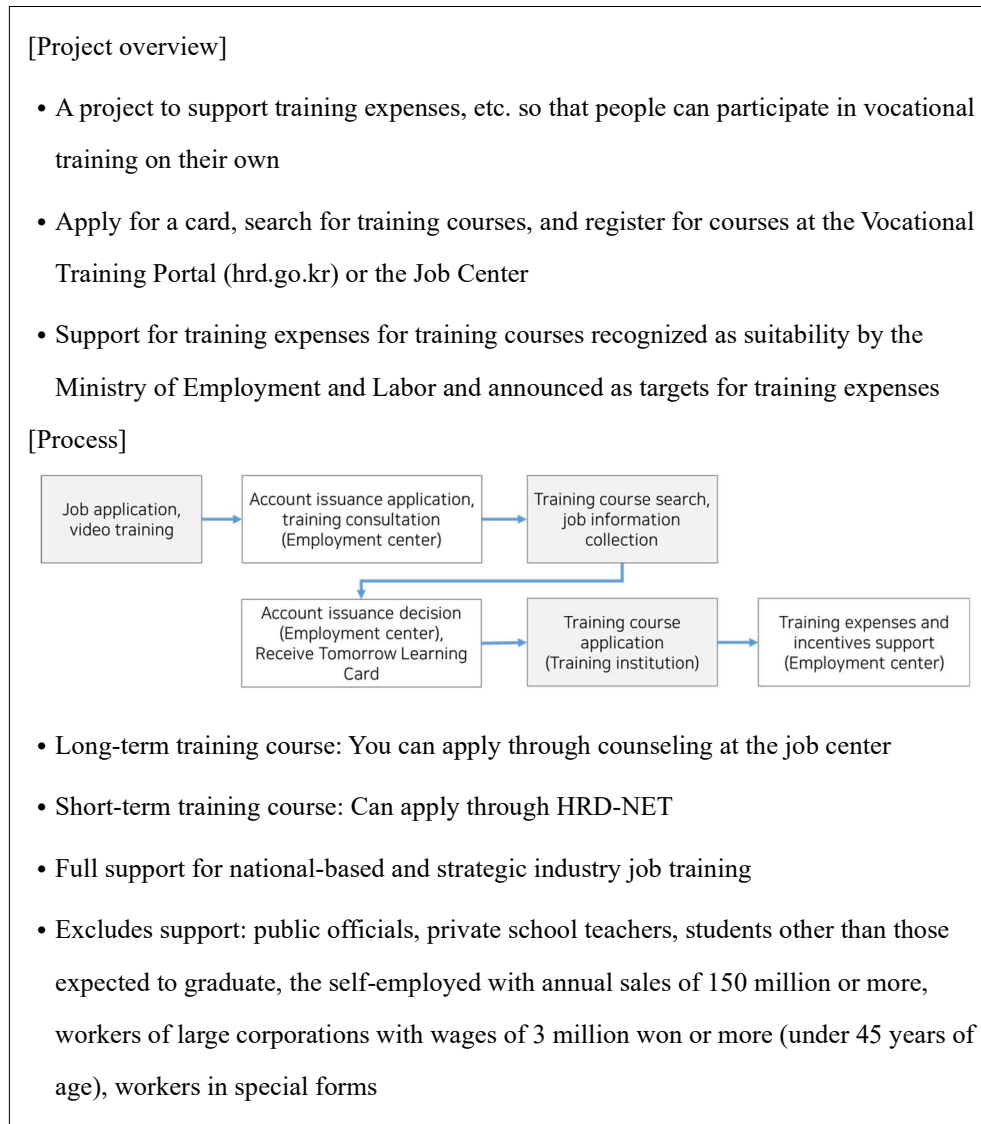 [Project overview]
• A project to support training expenses, etc. so that people can participate in vocational
training on their own
• Apply for a card, search for training courses, and register for courses at the Vocational
Training Portal (hrd.go.kr) or the Job Center
• Support for training expenses for training courses recognized as suitability by the
Ministry of Employment and Labor and announced as targets for training expenses
[Process]
Job application,
video training
Account issuance application,
training consultation
(Employment center)
Training course search,
job information
collection
Account issuance decision
(Employment center),
Receive Tomorrow Learning
Card
Training course
application
(Training institution)
Training expenses and
incentives support
(Employment center)
• Long-term training course: You can apply through counseling at the job center
• Short-term training course: Can apply through HRD-NET
• Full support for national-based and strategic industry job training
• Excludes support: public officials, private school teachers, students other than those
expected to graduate, the self-employed with annual sales of 150 million or more,
workers of large corporations with wages of 3 million won or more (under 45 years of
age), workers in special forms